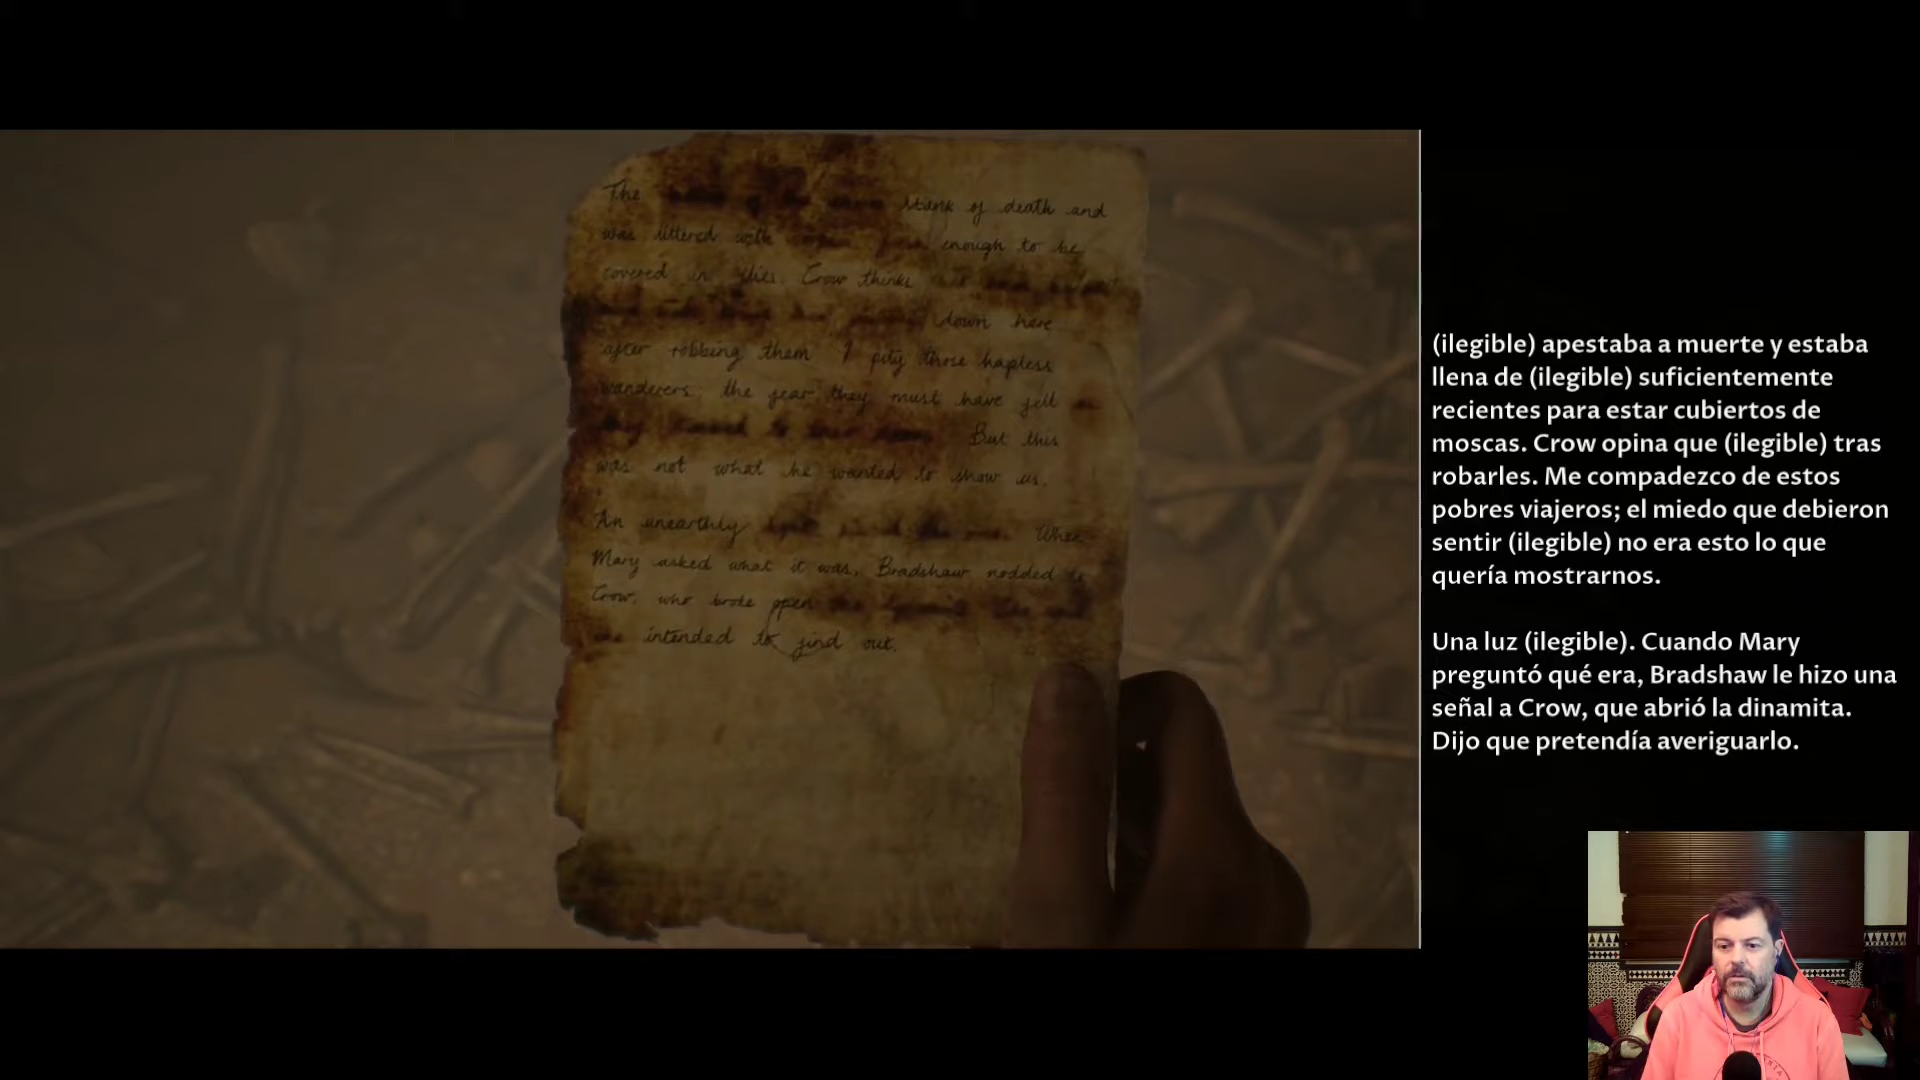 The stank of death and
was littered with enough to be
covered in flies. Crow thinks
down here
after robbing them I pity those hapless
wanderers; the fear they must have felt
But this
was not what he wanted to show us.
An unearthly When
Mary asked what it was, Bradshaw nodded to
Crow, who broke open
intended to find out.
(ilegible) apestaba a muerte y estaba
llena de (ilegible) suficientemente
recientes para estar cubiertos de
moscas. Crow opina que (ilegible) tras
robarles. Me compadezco de estos
pobres viajeros; el miedo que debieron
sentir (ilegible) no era esto lo que
quería mostrarnos.
Una luz (ilegible). Cuando Mary
preguntó qué era, Bradshaw le hizo una
señal a Crow, que abrió la dinamita.
Dijo que pretendía averiguarlo.